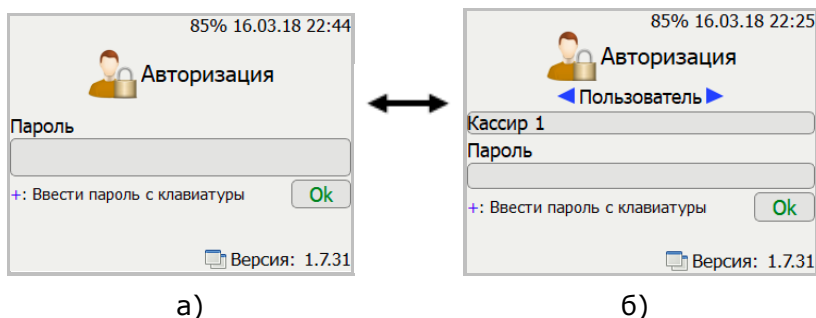 85% 16.03.18 22:44
Авторизация
Пароль
+: Ввести пароль с клавиатуры
Ok
Версия: 1.7.31
а)
85% 16.03.18 22:25
Авторизация
Пользователь
Кассир 1
Пароль
+: Ввести пароль с клавиатуры
Ok
Версия: 1.7.31
б)